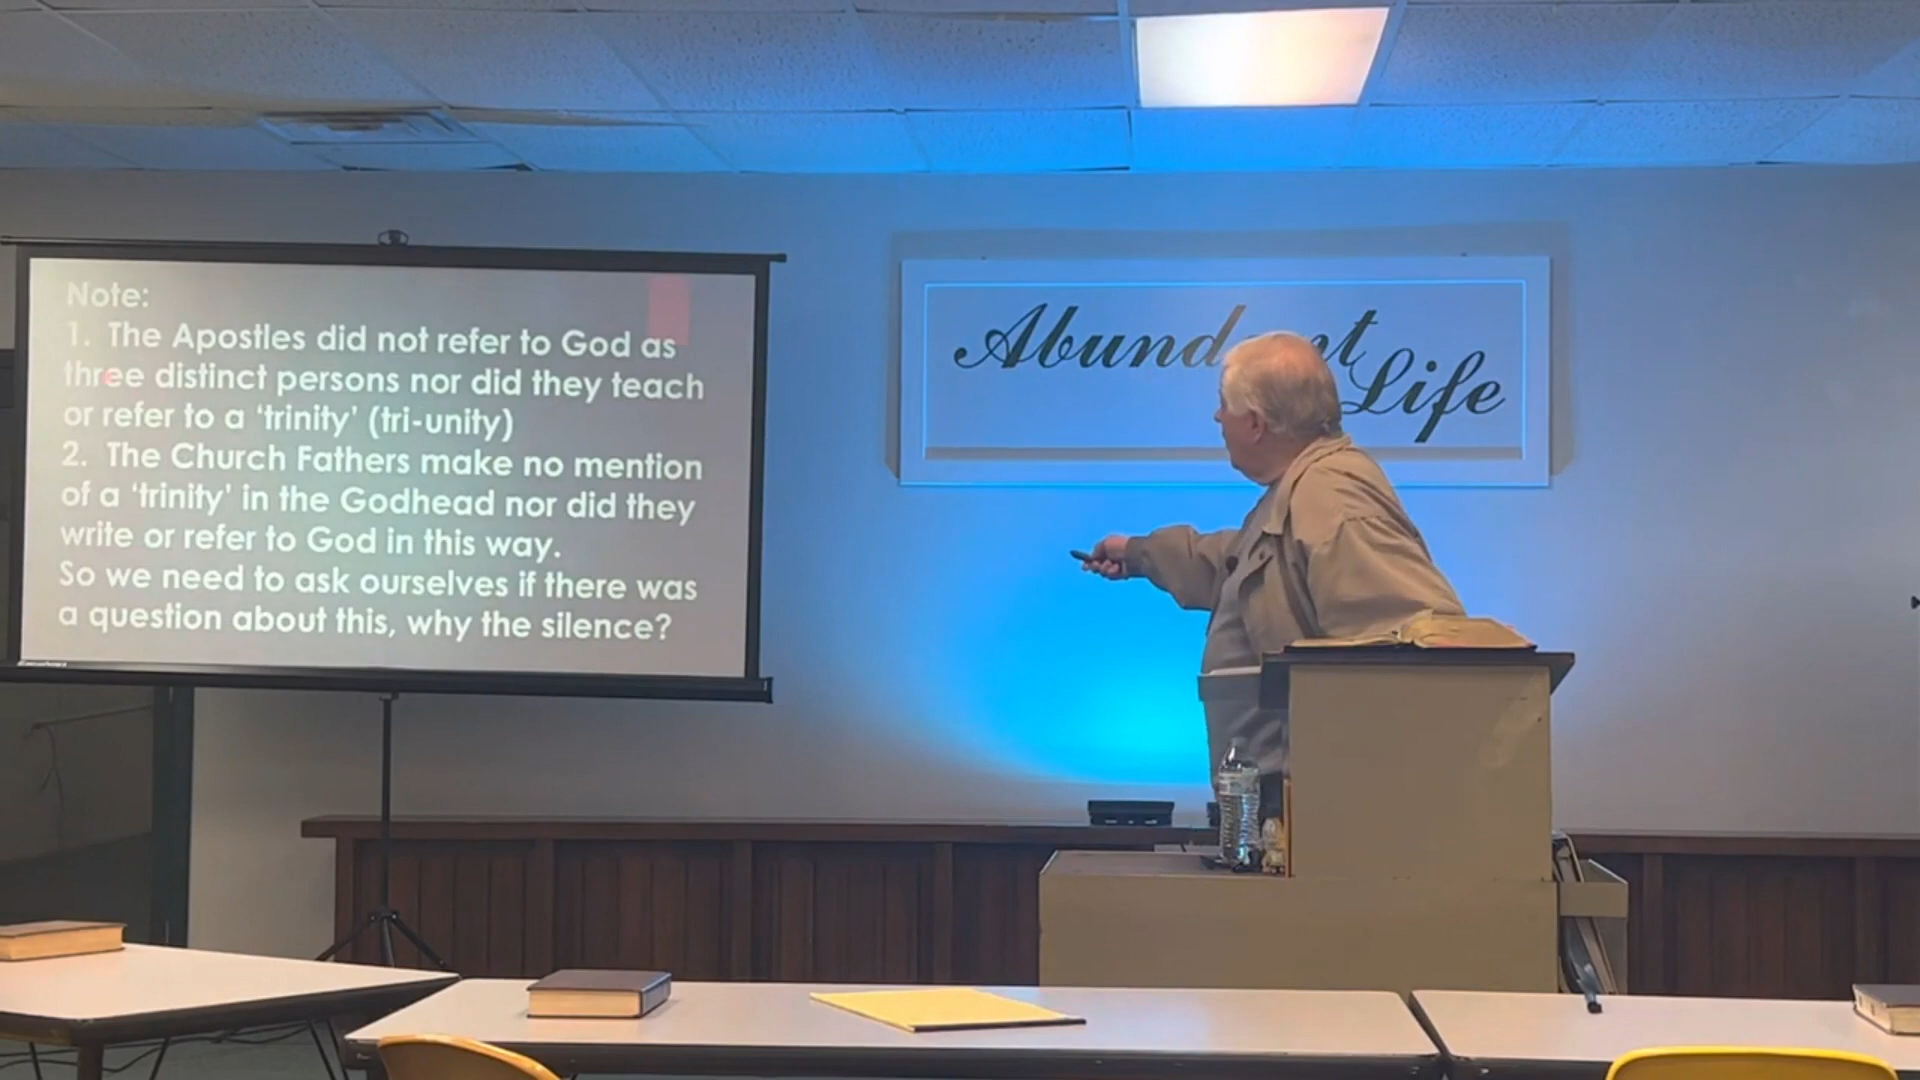 Note:
1. The Apostles did not refer to God as
three distinct persons nor did they teach
or refer to a ‘trinity’ (tri-unity)
2. The Church Fathers make no mention
of a ‘trinity’ in the Godhead nor did they
write or refer to God in this way.
So we need to ask ourselves if there was
a question about this, why the silence?
Life